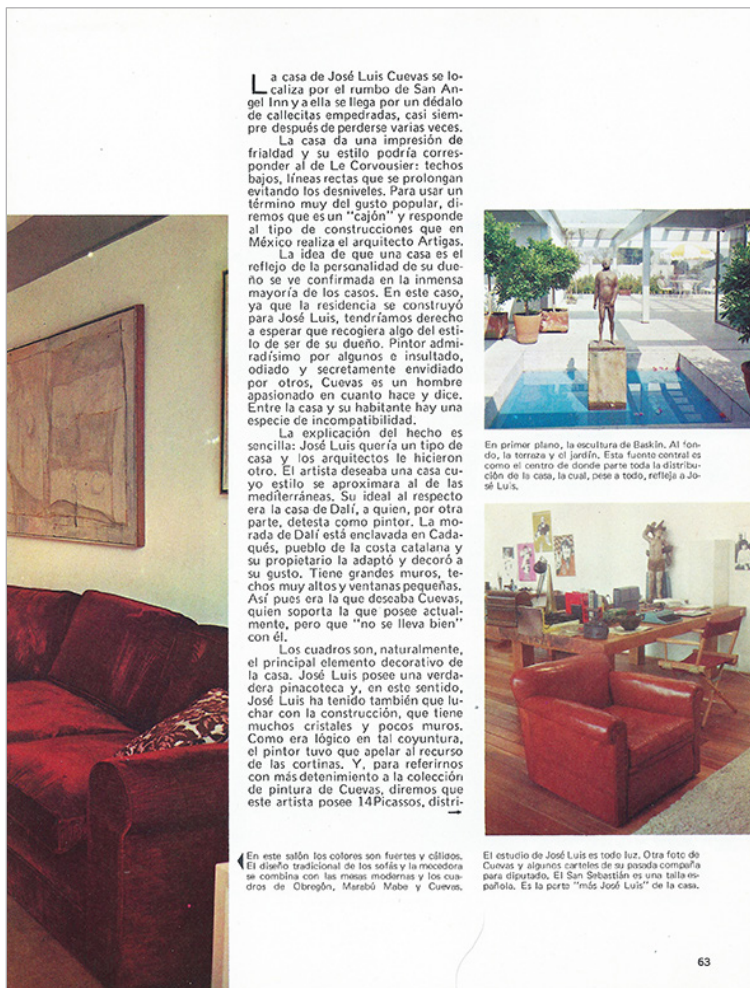 La casa de José Luis Cuevas se lo-
caliza por el rumbo de San An-
gel Inn y a ella se llega por un dédalo
de callecitas empedradas, casi siem-
pre después de perderse varias veces.
La casa da una impresión de
frialdad y su estilo podría corres-
ponder al de Le Corvousier: techos
bajos, líneas rectas que se prolongan
evitando los desniveles. Para usar un
término muy del gusto popular, di-
remos que es un "cajón" y responde
al tipo de construcciones que en
México realiza el arquitecto Artigas.
La idea de que una casa es el
reflejo de la personalidad de su due-
ño se ve confirmada en la inmensa
mayoría de los casos. En este caso,
ya que la residencia se construyó
para José Luis, tendríamos derecho
a esperar que recogiera algo del esti-
lo de ser de su dueño. Pintor admi-
radísimo por algunos e insultado,
odiado y secretamente envidiado
por otros, Cuevas es un hombre
apasionado en cuanto hace y dice.
Entre la casa y su habitante hay una
especie de incompatibilidad.
La explicación del hecho es
sencilla: José Luis quería un tipo de
casa y los arquitectos le hicieron
otro. El artista deseaba una casa cu-
yo estilo se aproximara al de las
mediterráneas. Su ideal al respecto
era la casa de Dalí, a quien, por otra
parte, detesta como pintor. La mo-
rada de Dalí está enclavada en Cada-
qués, pueblo de la costa catalana y
su propietario la adaptó y decoró a
su gusto. Tiene grandes muros, te-
chos muy altos y ventanas pequeñas.
Así pues era la que deseaba Cuevas,
quien soporta la que posee actual-
mente, pero que "no se lleva bien"
con él.
Los cuadros son, naturalmente,
el principal elemento decorativo de
la casa. José Luis posee una verda-
dera pinacoteca y, en este sentido,
José Luis ha tenido también que lu-
char con la construcción, que tiene
muchos cristales y pocos muros.
Como era lógico en tal coyuntura,
el pintor tuvo que apelar al recurso
de las cortinas. Y, para referirnos
con más detenimiento a la colección
de pintura de Cuevas, diremos que
este artista posee 14 Picassos, distri-
En este salón los colores son fuertes y cálidos.
El diseño tradicional de los sofás y la mecedora
se combina con las mesas modernas y los cua-
dros de Obregón, Marabú Mabe y Cuevas.
En primer plano, la escultura de Baskin. Al fon-
do, la terraza y el jardín. Esta fuente central es
como el centro de donde parte toda la distribu-
ción de la casa, la cual, pese a todo, refleja a Jo-
sé Luis.
El estudio de José Luis es todo luz. Otra foto de
Cuevas y algunos carteles de su pasada compaña
para diputado. El San Sebastián es una talla es-
pañola. Es la parte "más José Luis" de la casa.
63